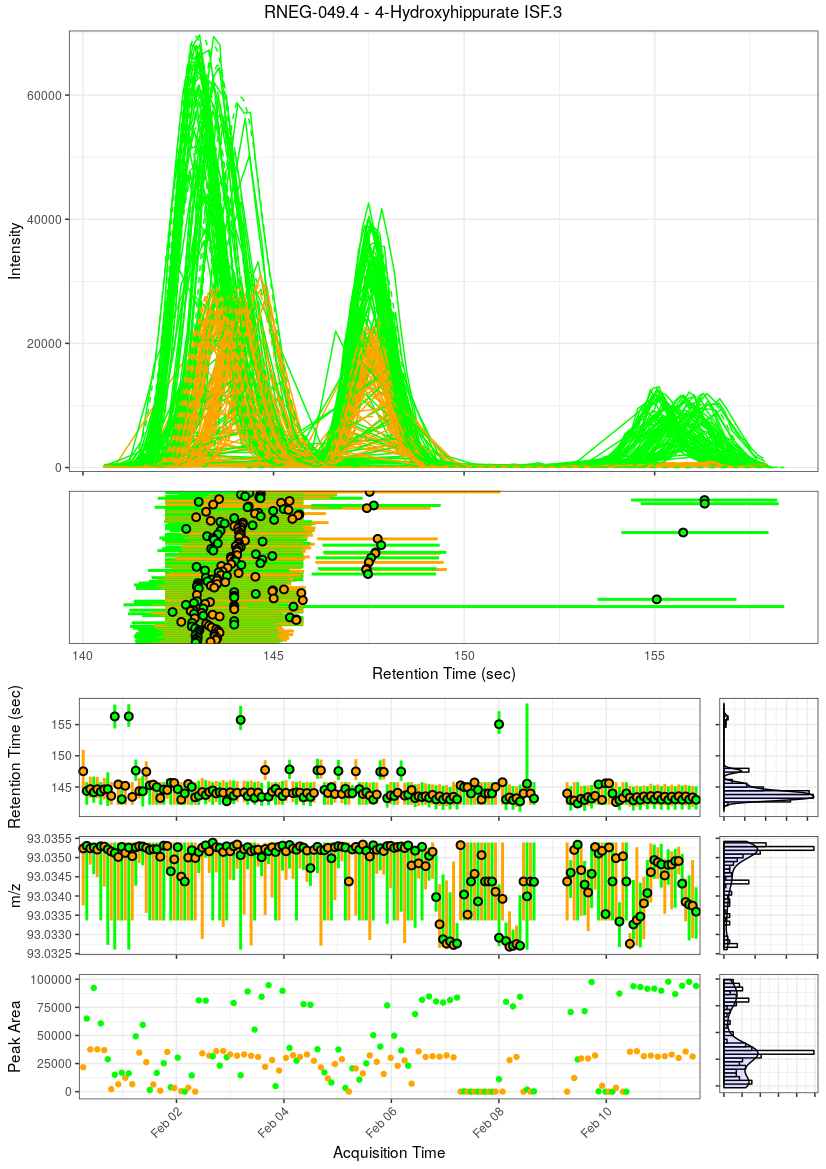 RNEG-049.4 - 4-Hydroxyhippurate ISF.3
Intensity
60000
40000
20000
0
140
145
150
155
Retention Time (sec)
Retention Time (sec)
155
150
145
m/z
93.0355
93.0350
93.0345
93.0340
93.0335
93.0330
93.0325
Peak Area
100000
75000
50000
25000
0
Feb 02
Feb 04
Feb 06
Feb 08
Feb 10
Acquisition Time